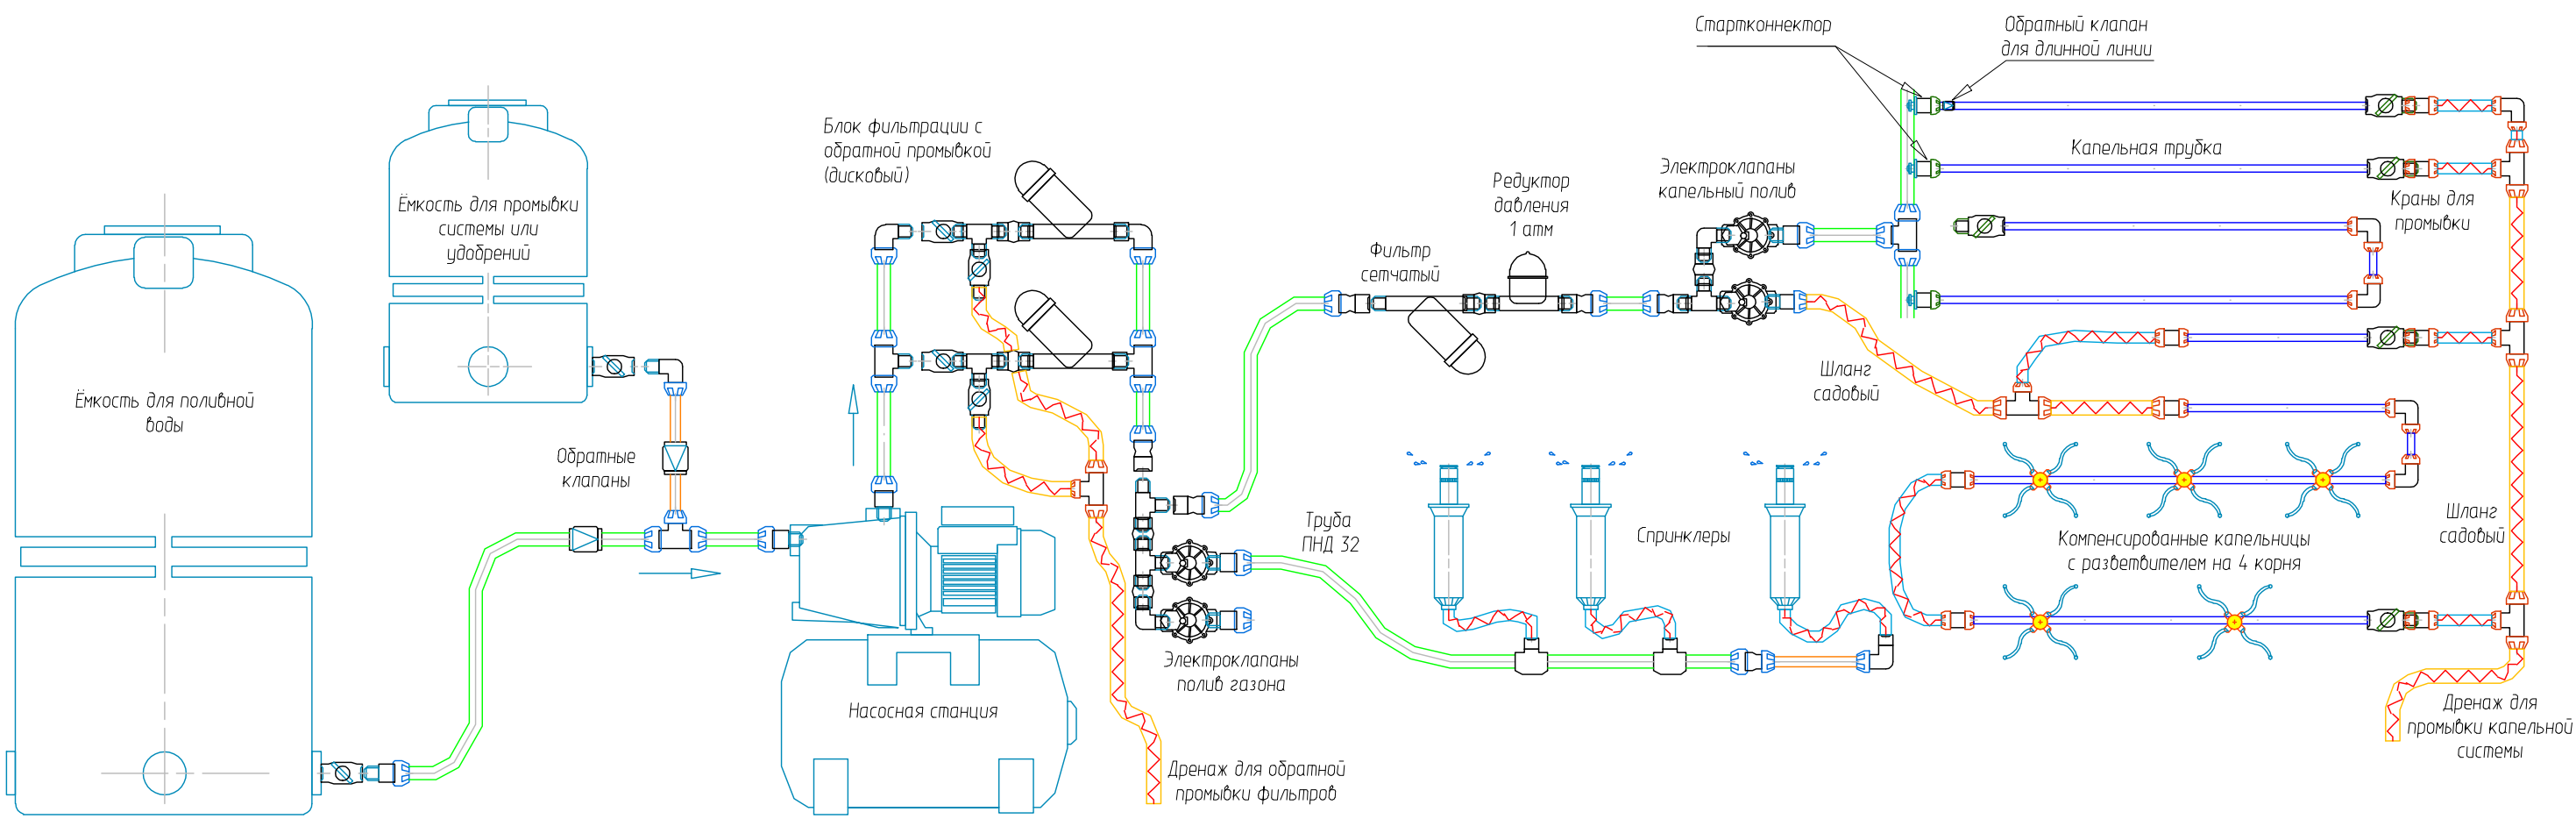 Стартконнектор
Обратный клапан
для длинной линии
Блок фильтрации с
обратной промывкой
(дисковый)
Капельная трубка
Электроклапаны
капельный полив
Редуктор
давления
1 атм
Краны для
промывки
Ёмкость для промывки
системы или
удобрений
Фильтр
сетчатый
Шланг
садовый
Ёмкость для поливной
воды
Обратные
клапаны
Труба
ПНД 32
Спринклеры
Шланг
садовый
Компенсированные капельницы
с разветвителем на 4 корня
Электроклапаны
полив газона
Насосная станция
Дренаж для
промывки капельной
системы
Дренаж для обратной
промывки фильтров